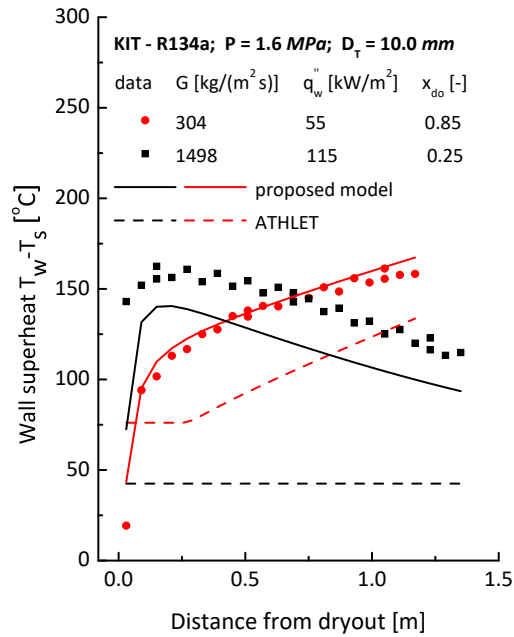 KIT - R134a; P = 1.6 MPa; D_T = 10.0 mm
data G [kg/(m² s)] q_w'' [kW/m²] x_do [-]
304 55 0.85
1498 115 0.25
proposed model
ATHLET
300
250
200
150
100
50
0
Wall superheat T_w-T_s [°C]
0.0 0.5 1.0 1.5
Distance from dryout [m]